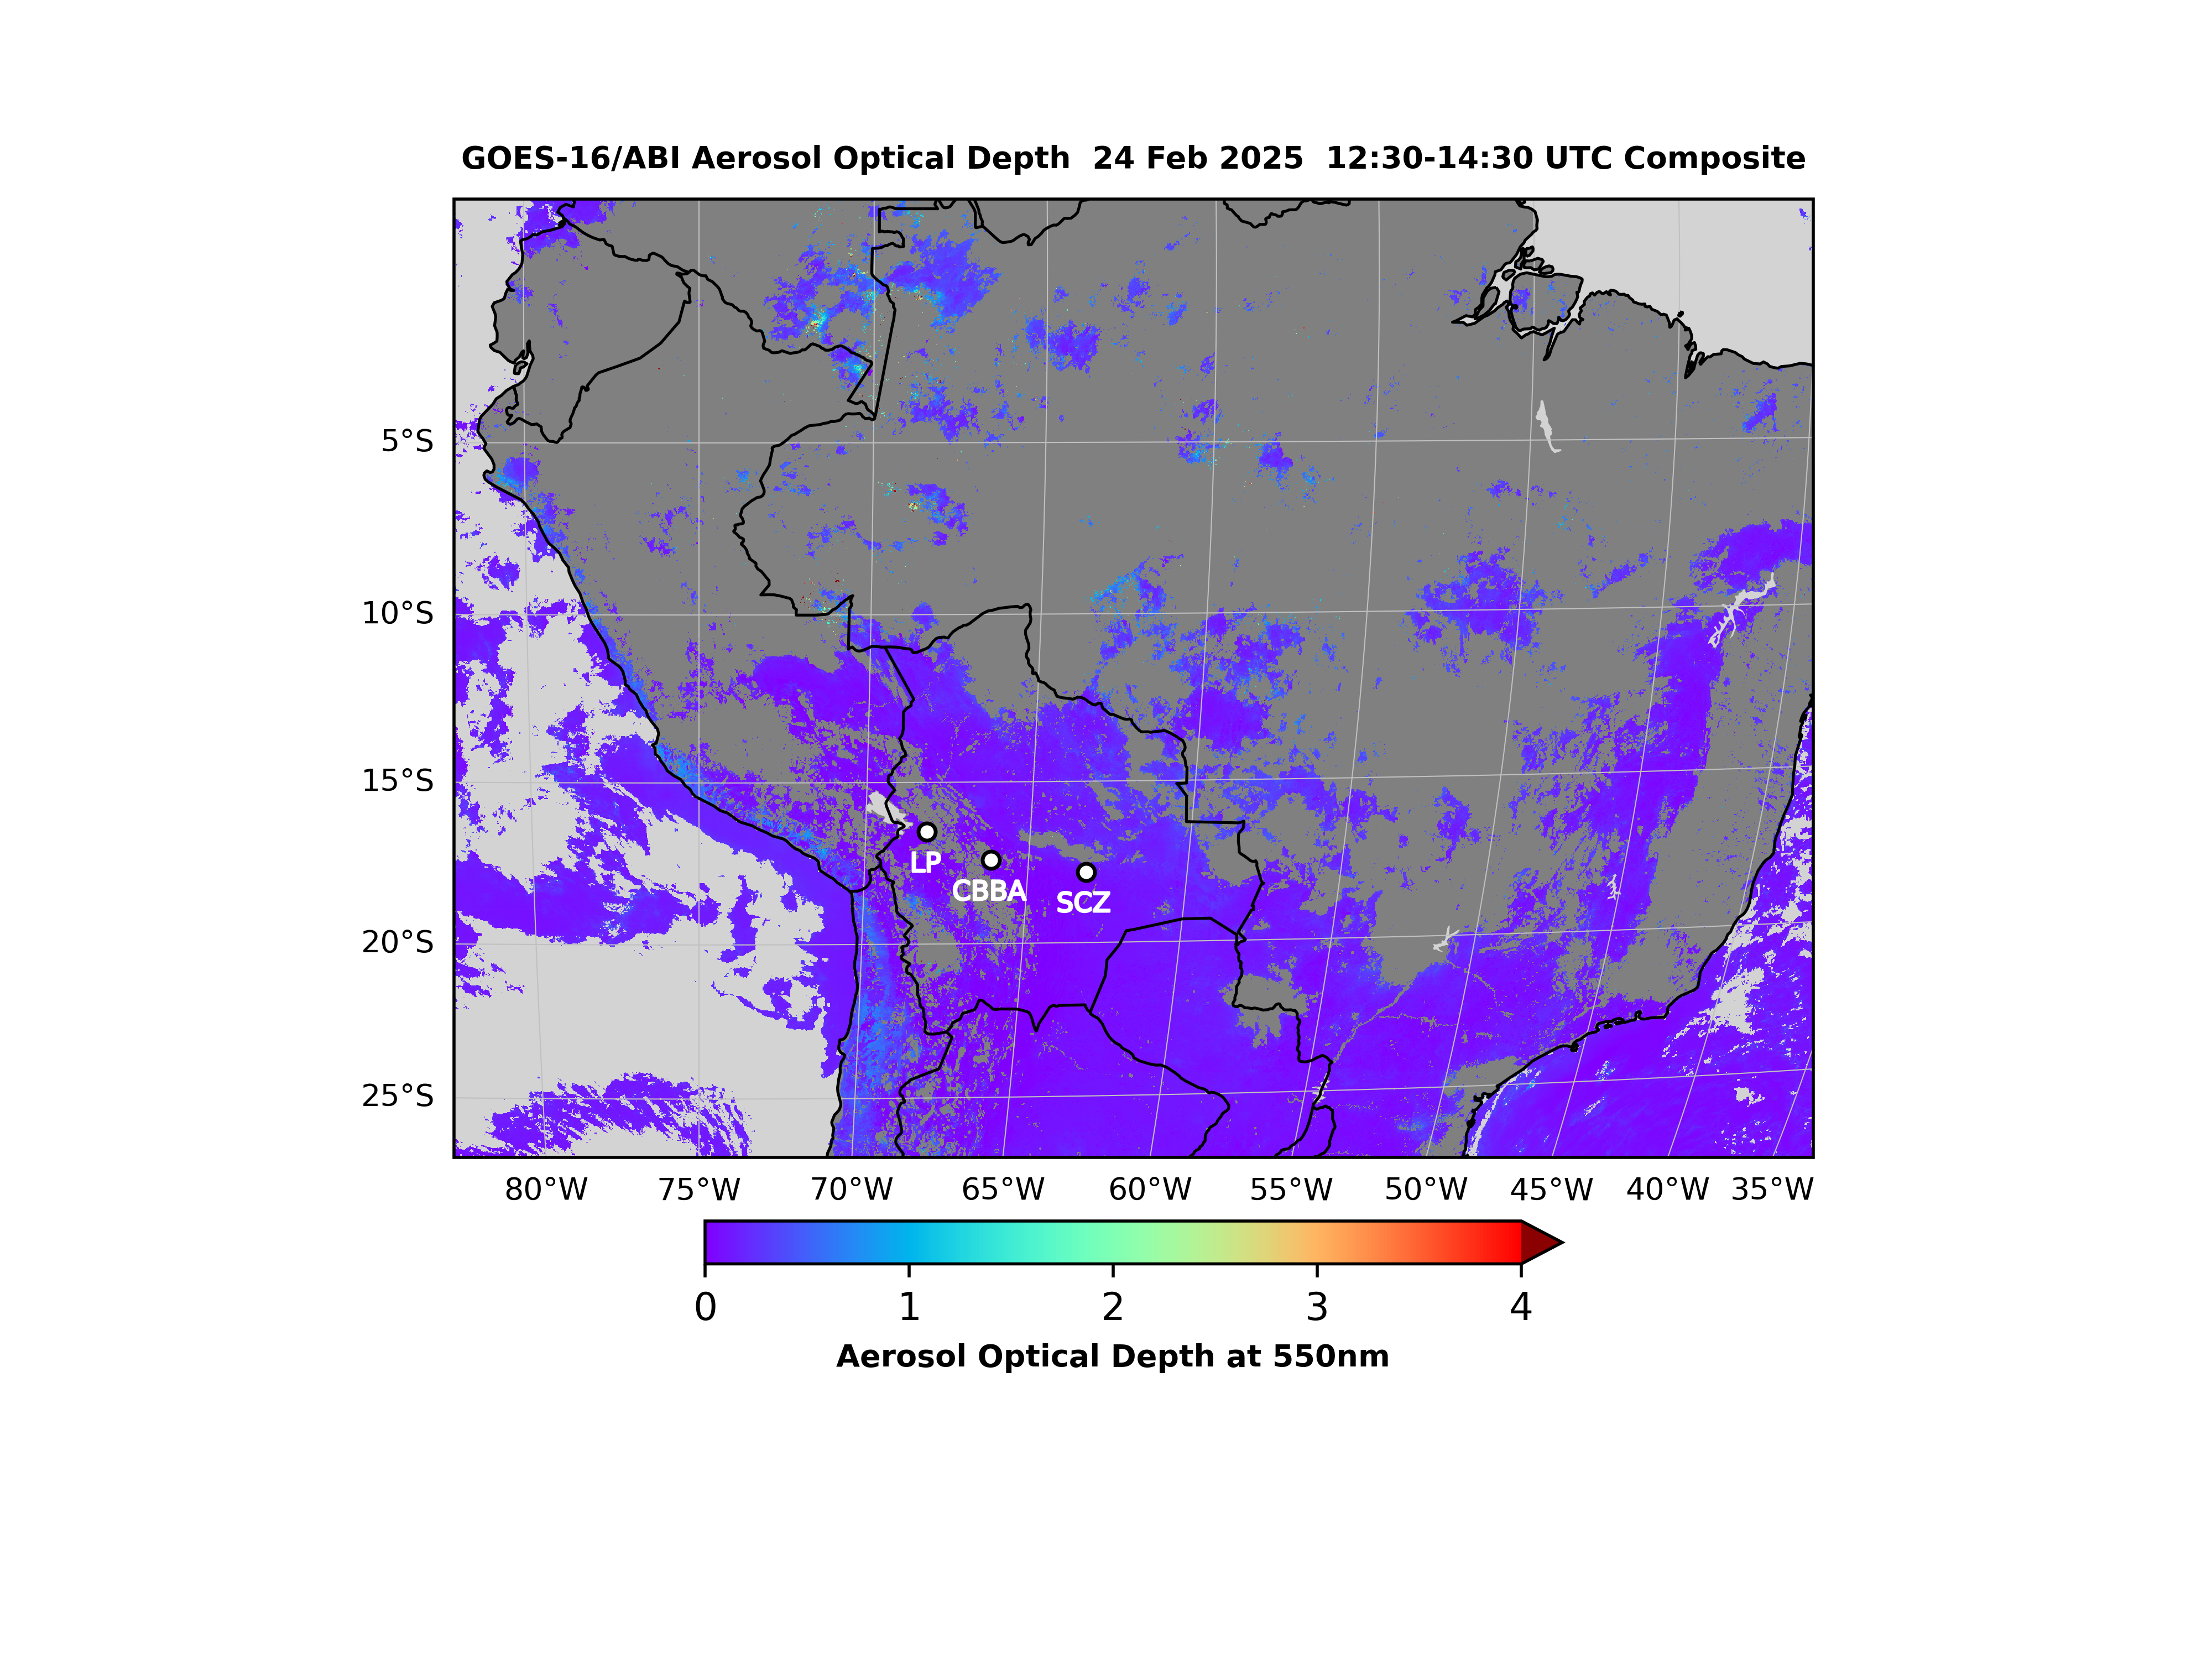 GOES-16/ABI Aerosol Optical Depth  24 Feb 2025  12:30-14:30 UTC Composite
5°S
10°S
15°S
LP
CBBA
SCZ
20°S
25°S
80°W 75°W 70°W 65°W 60°W 55°W 50°W 45°W 40°W 35°W
0 1 2 3 4
Aerosol Optical Depth at 550nm